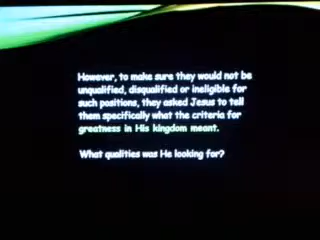 However, to make sure they would not be
unqualified, disqualified or ineligible for
such positions, they asked Jesus to tell
them specifically what the criteria for
greatness in His kingdom meant.
What qualities was He looking for?